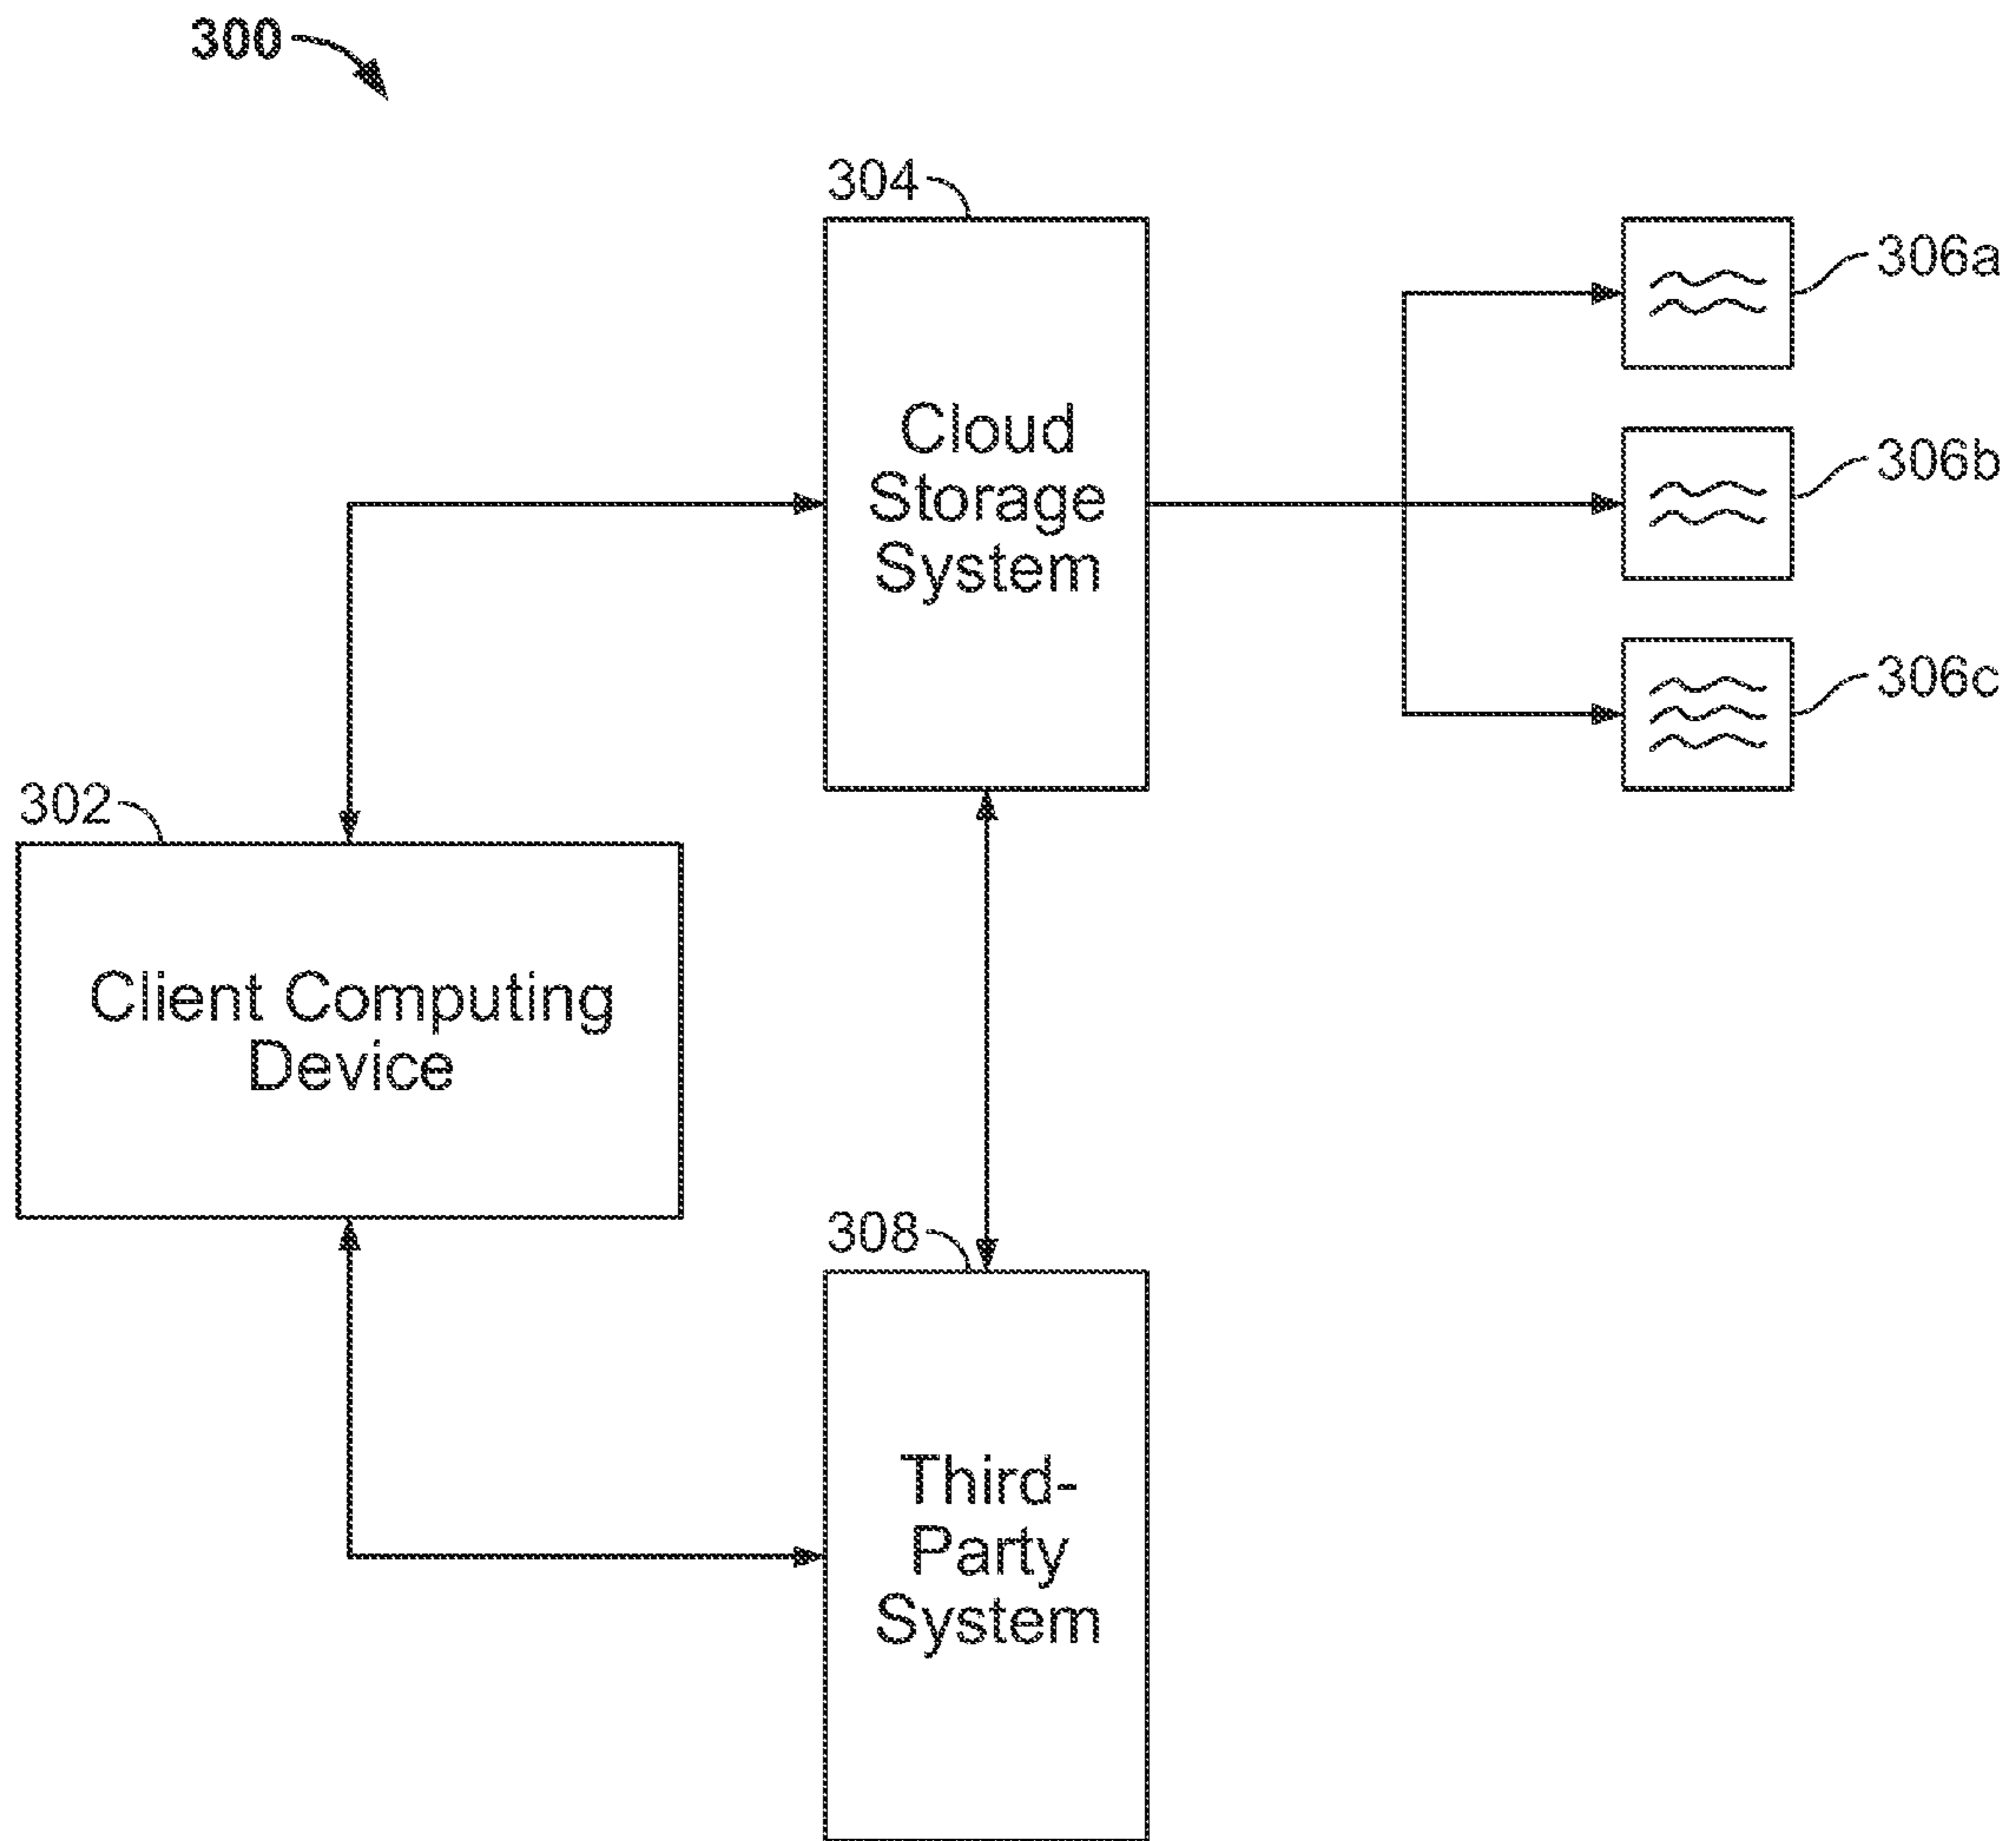 300
304
306a
Cloud
Storage
System
306b
306c
302
Client Computing
Device
308
Third-
Party
System